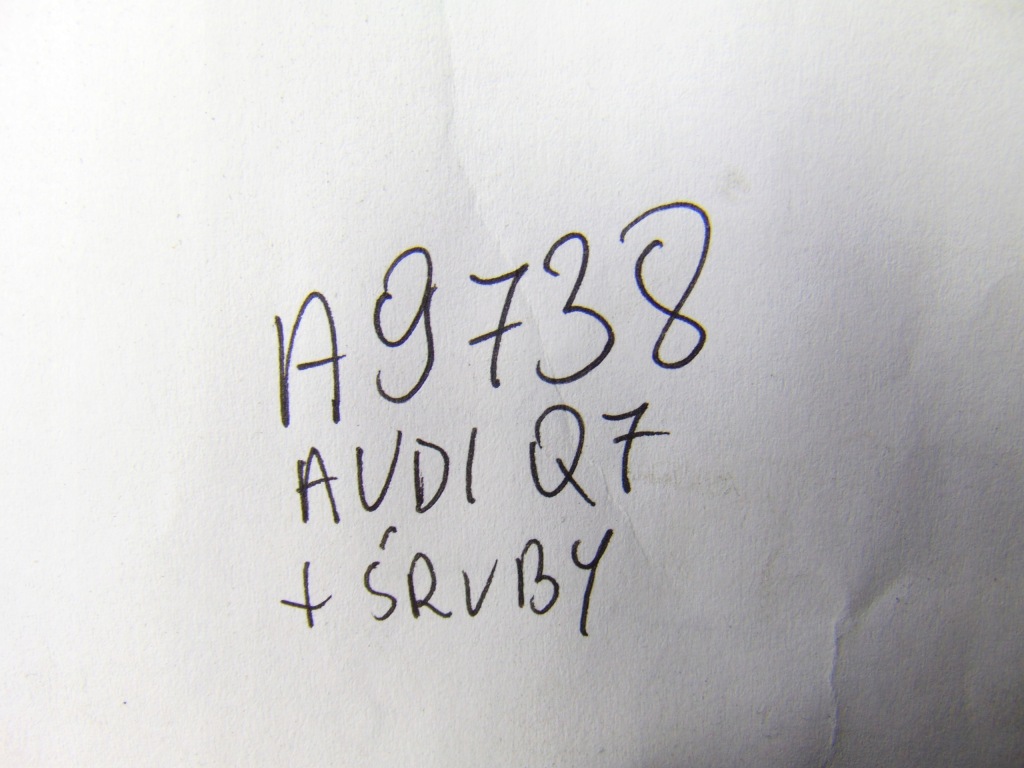 A9738
AUDI Q7
+ ŚRUBY